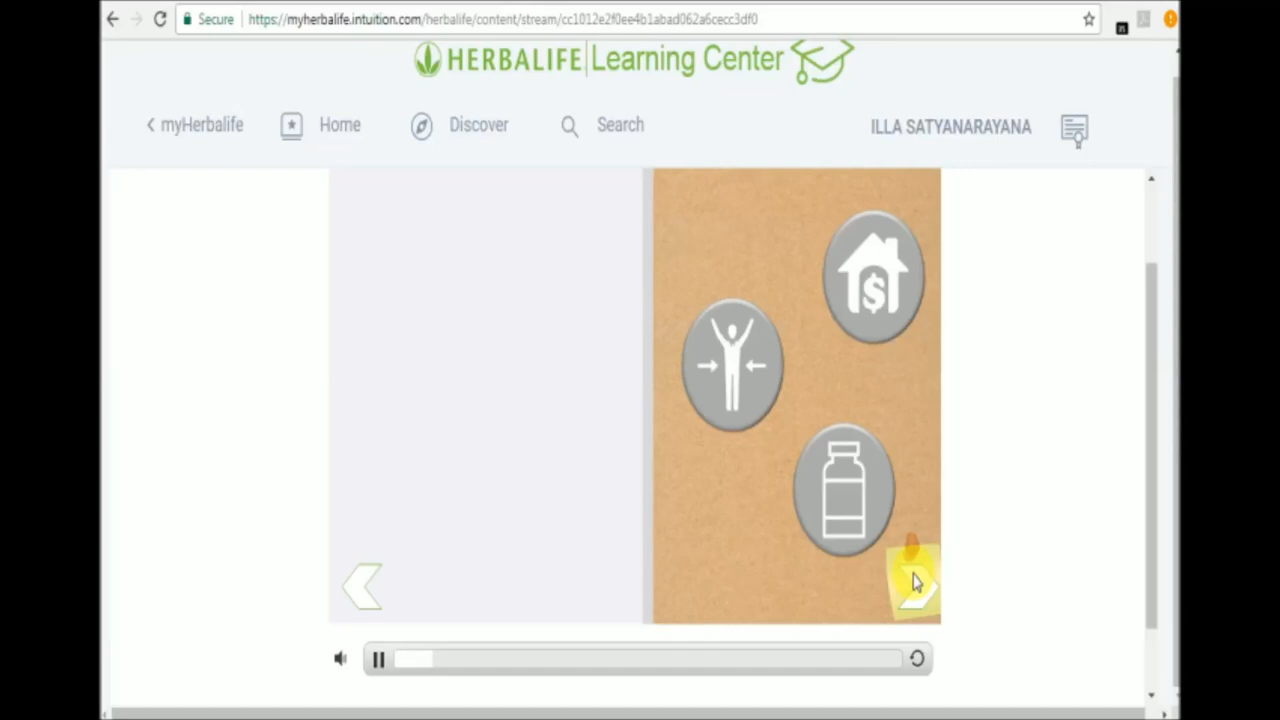 Secure
https://myherbalife.intuition.com/herbalife/content/stream/cc1012e2f0ee4b1abad062a6cecc3df0
HERBALIFE Learning Center
myHerbalife
Home
Discover
Search
ILLA SATYANARAYANA
$